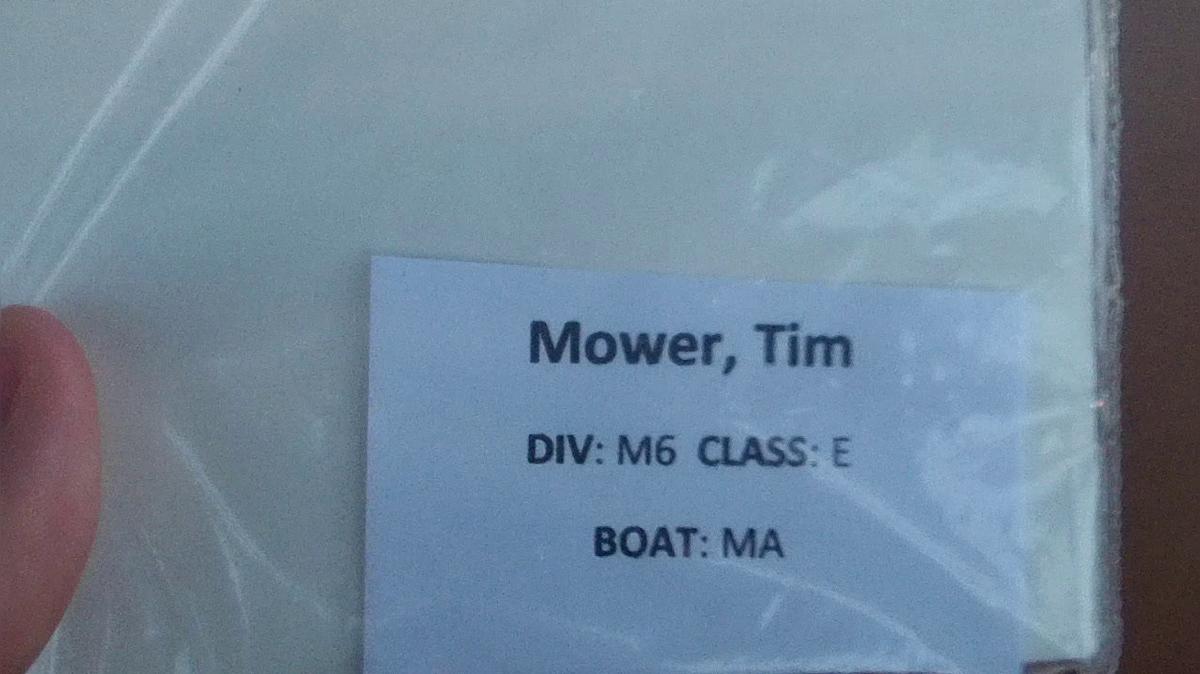 Mower, Tim
DIV: M6 CLASS: E
BOAT: MA